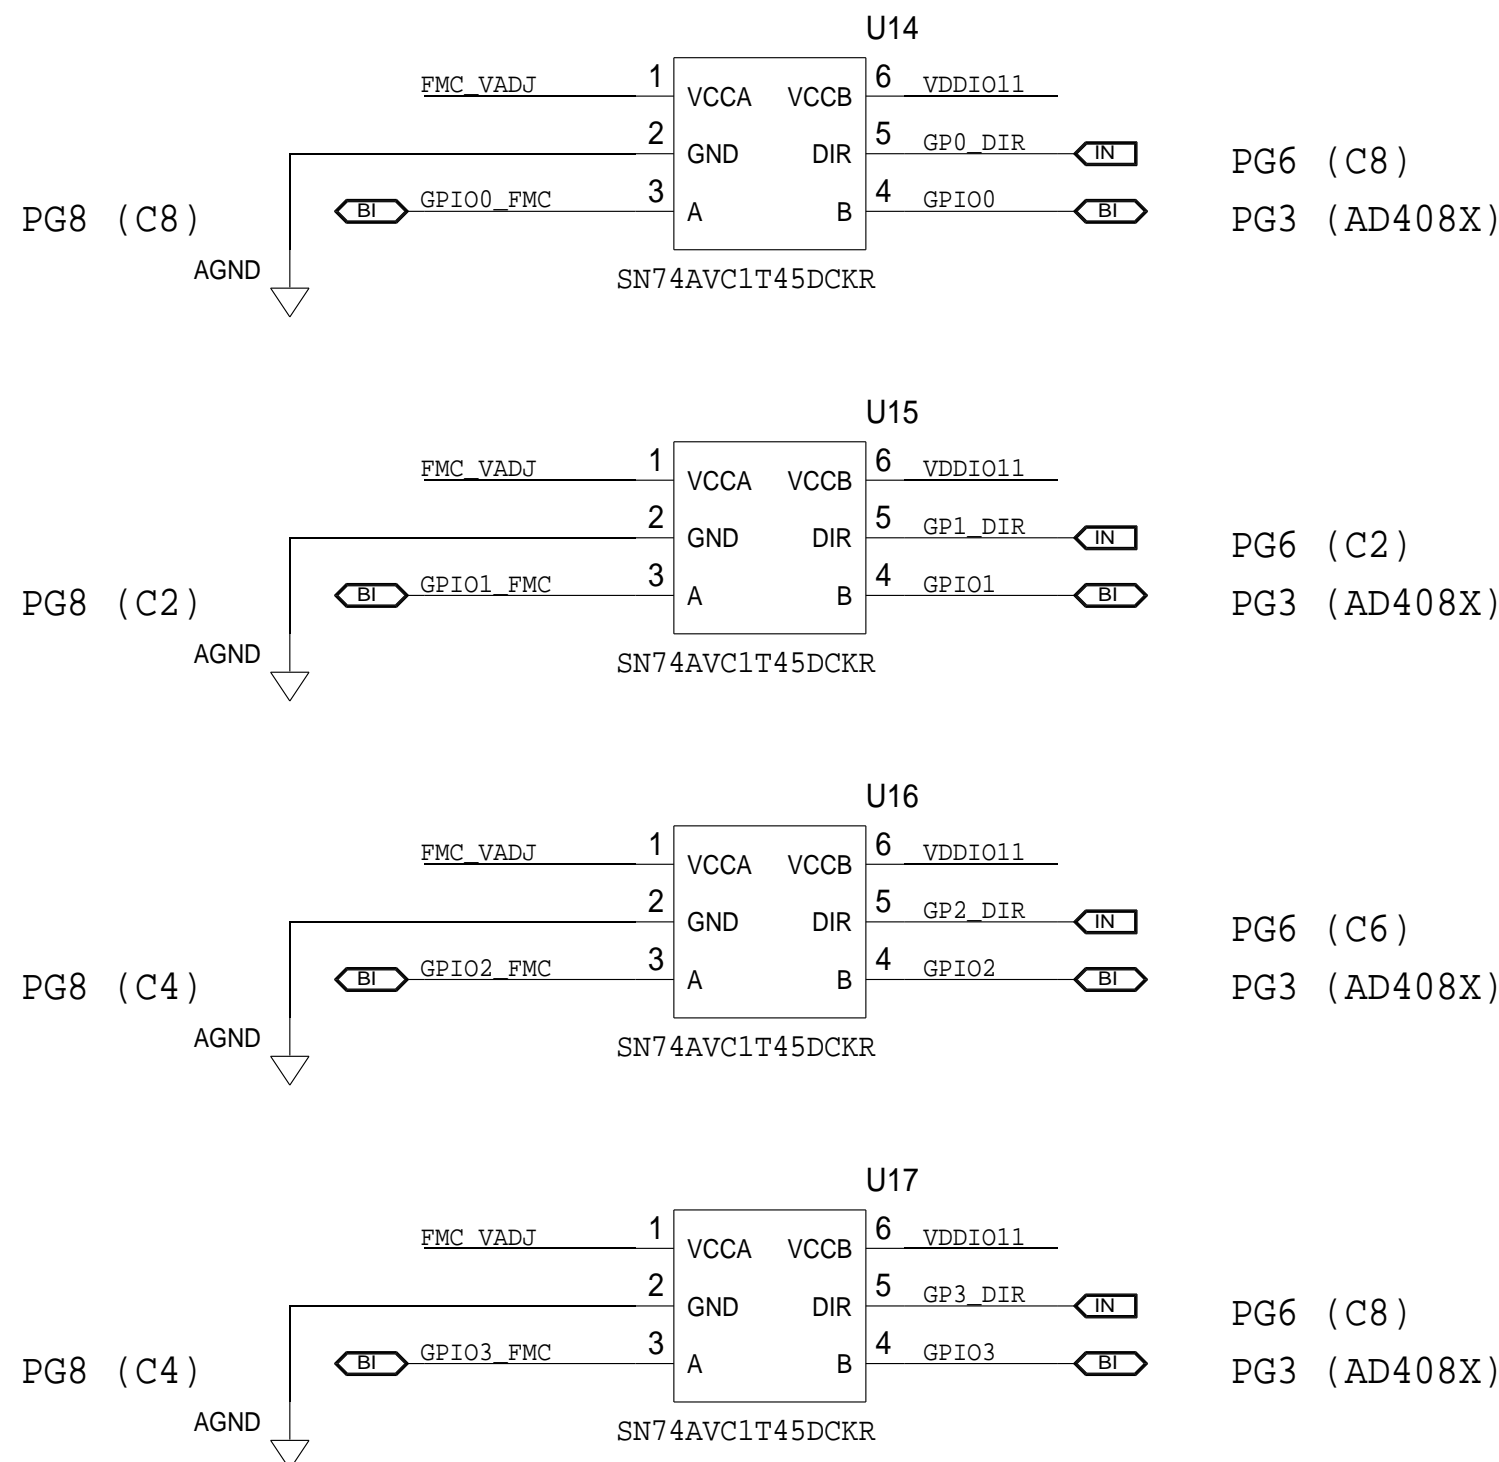 U14
FMC_VADJ 1 VCCA VCCB 6 VDDIO11
2 GND DIR 5 GP0_DIR IN PG6 (C8)
PG8 (C8) BI GPIO0_FMC 3 A B 4 GPIO0 BI PG3 (AD408X)
AGND
SN74AVC1T45DCKR
U15
FMC_VADJ 1 VCCA VCCB 6 VDDIO11
2 GND DIR 5 GP1_DIR IN PG6 (C2)
PG8 (C2) BI GPIO1_FMC 3 A B 4 GPIO1 BI PG3 (AD408X)
AGND
SN74AVC1T45DCKR
U16
FMC_VADJ 1 VCCA VCCB 6 VDDIO11
2 GND DIR 5 GP2_DIR IN PG6 (C6)
PG8 (C4) BI GPIO2_FMC 3 A B 4 GPIO2 BI PG3 (AD408X)
AGND
SN74AVC1T45DCKR
U17
FMC_VADJ 1 VCCA VCCB 6 VDDIO11
2 GND DIR 5 GP3_DIR IN PG6 (C8)
PG8 (C4) BI GPIO3_FMC 3 A B 4 GPIO3 BI PG3 (AD408X)
AGND
SN74AVC1T45DCKR